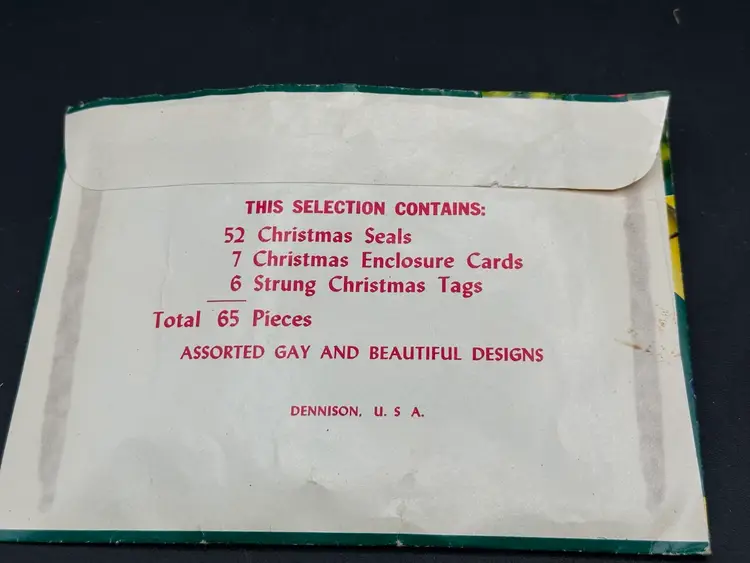 THIS SELECTION CONTAINS:
52 Christmas Seals
7 Christmas Enclosure Cards
6 Strung Christmas Tags
Total 65 Pieces
ASSORTED GAY AND BEAUTIFUL DESIGNS
DENNISON, U. S A.